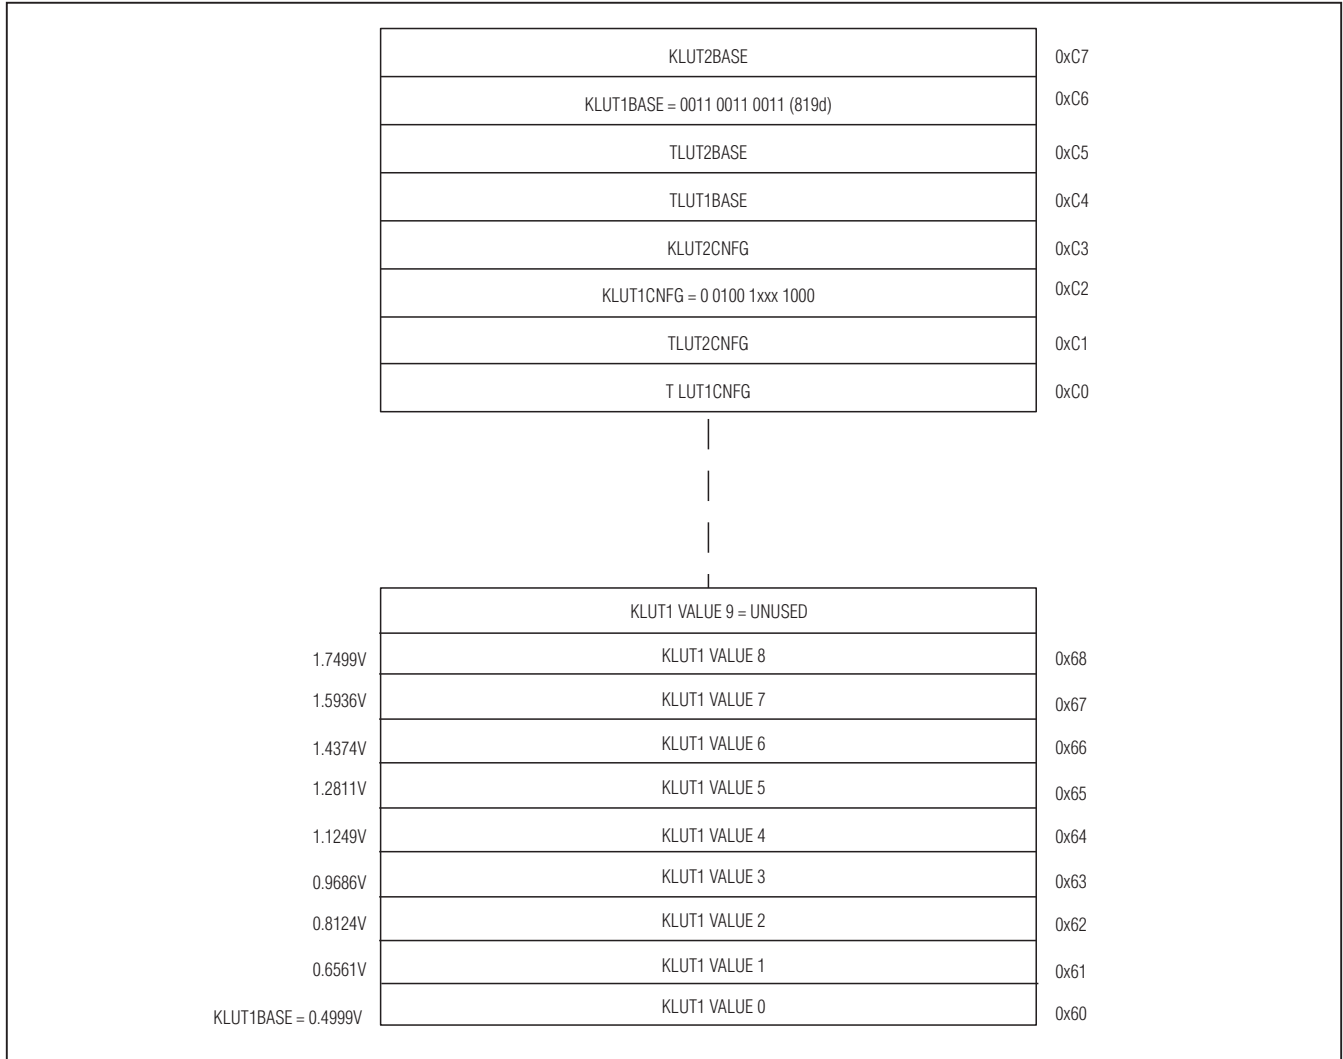 KLUT2BASE 0xC7
KLUT1BASE = 0011 0011 0011 (819d) 0xC6
TLUT2BASE 0xC5
TLUT1BASE 0xC4
KLUT2CNFG 0xC3
KLUT1CNFG = 0 0100 1xxx 1000 0xC2
TLUT2CNFG 0xC1
T LUT1CNFG 0xC0
KLUT1 VALUE 9 = UNUSED
1.7499V KLUT1 VALUE 8 0x68
1.5936V KLUT1 VALUE 7 0x67
1.4374V KLUT1 VALUE 6 0x66
1.2811V KLUT1 VALUE 5 0x65
1.1249V KLUT1 VALUE 4 0x64
0.9686V KLUT1 VALUE 3 0x63
0.8124V KLUT1 VALUE 2 0x62
0.6561V KLUT1 VALUE 1 0x61
KLUT1BASE = 0.4999V KLUT1 VALUE 0 0x60